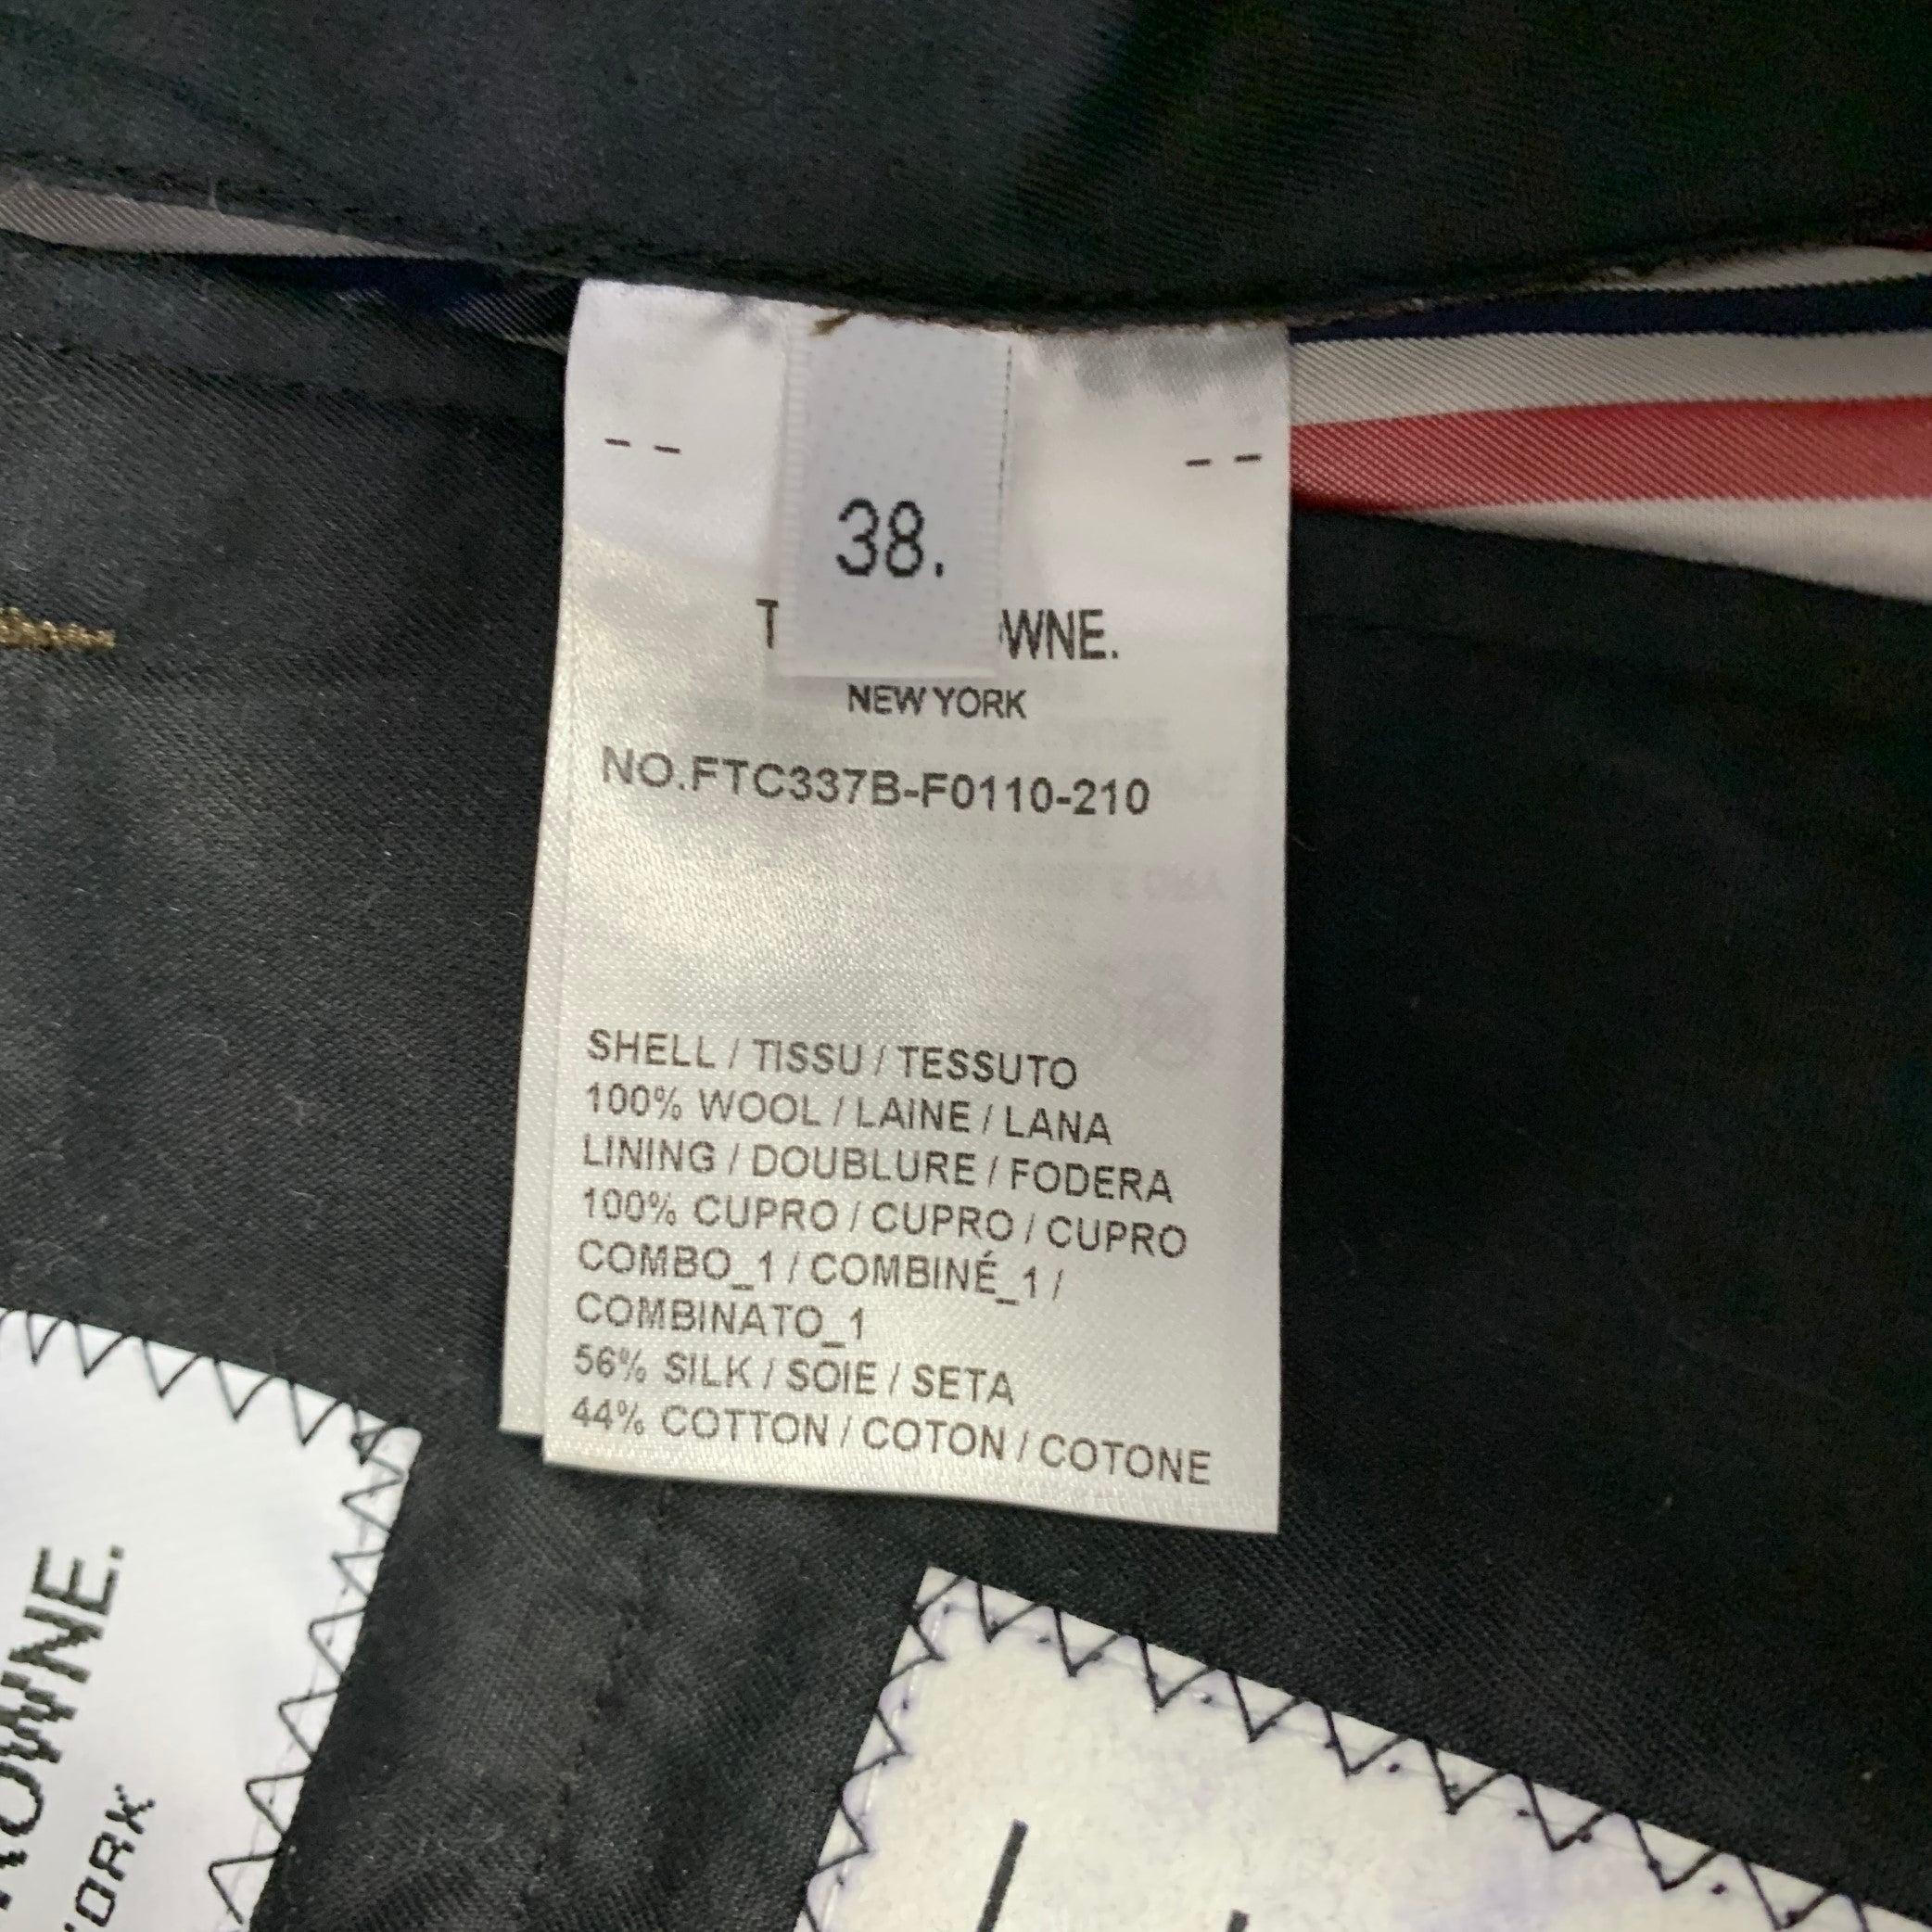 38.
T WNE.
NEW YORK
NO.FTC337B-F0110-210
SHELL / TISSU / TESSUTO
100% WOOL / LAINE / LANA
LINING / DOUBLURE / FODERA
100% CUPRO / CUPRO / CUPRO
COMBO_1 / COMBINÉ_1 /
COMBINATO_1
56% SILK / SOIE / SETA
44% COTTON / COTON / COTONE
ROWNE.
YORK